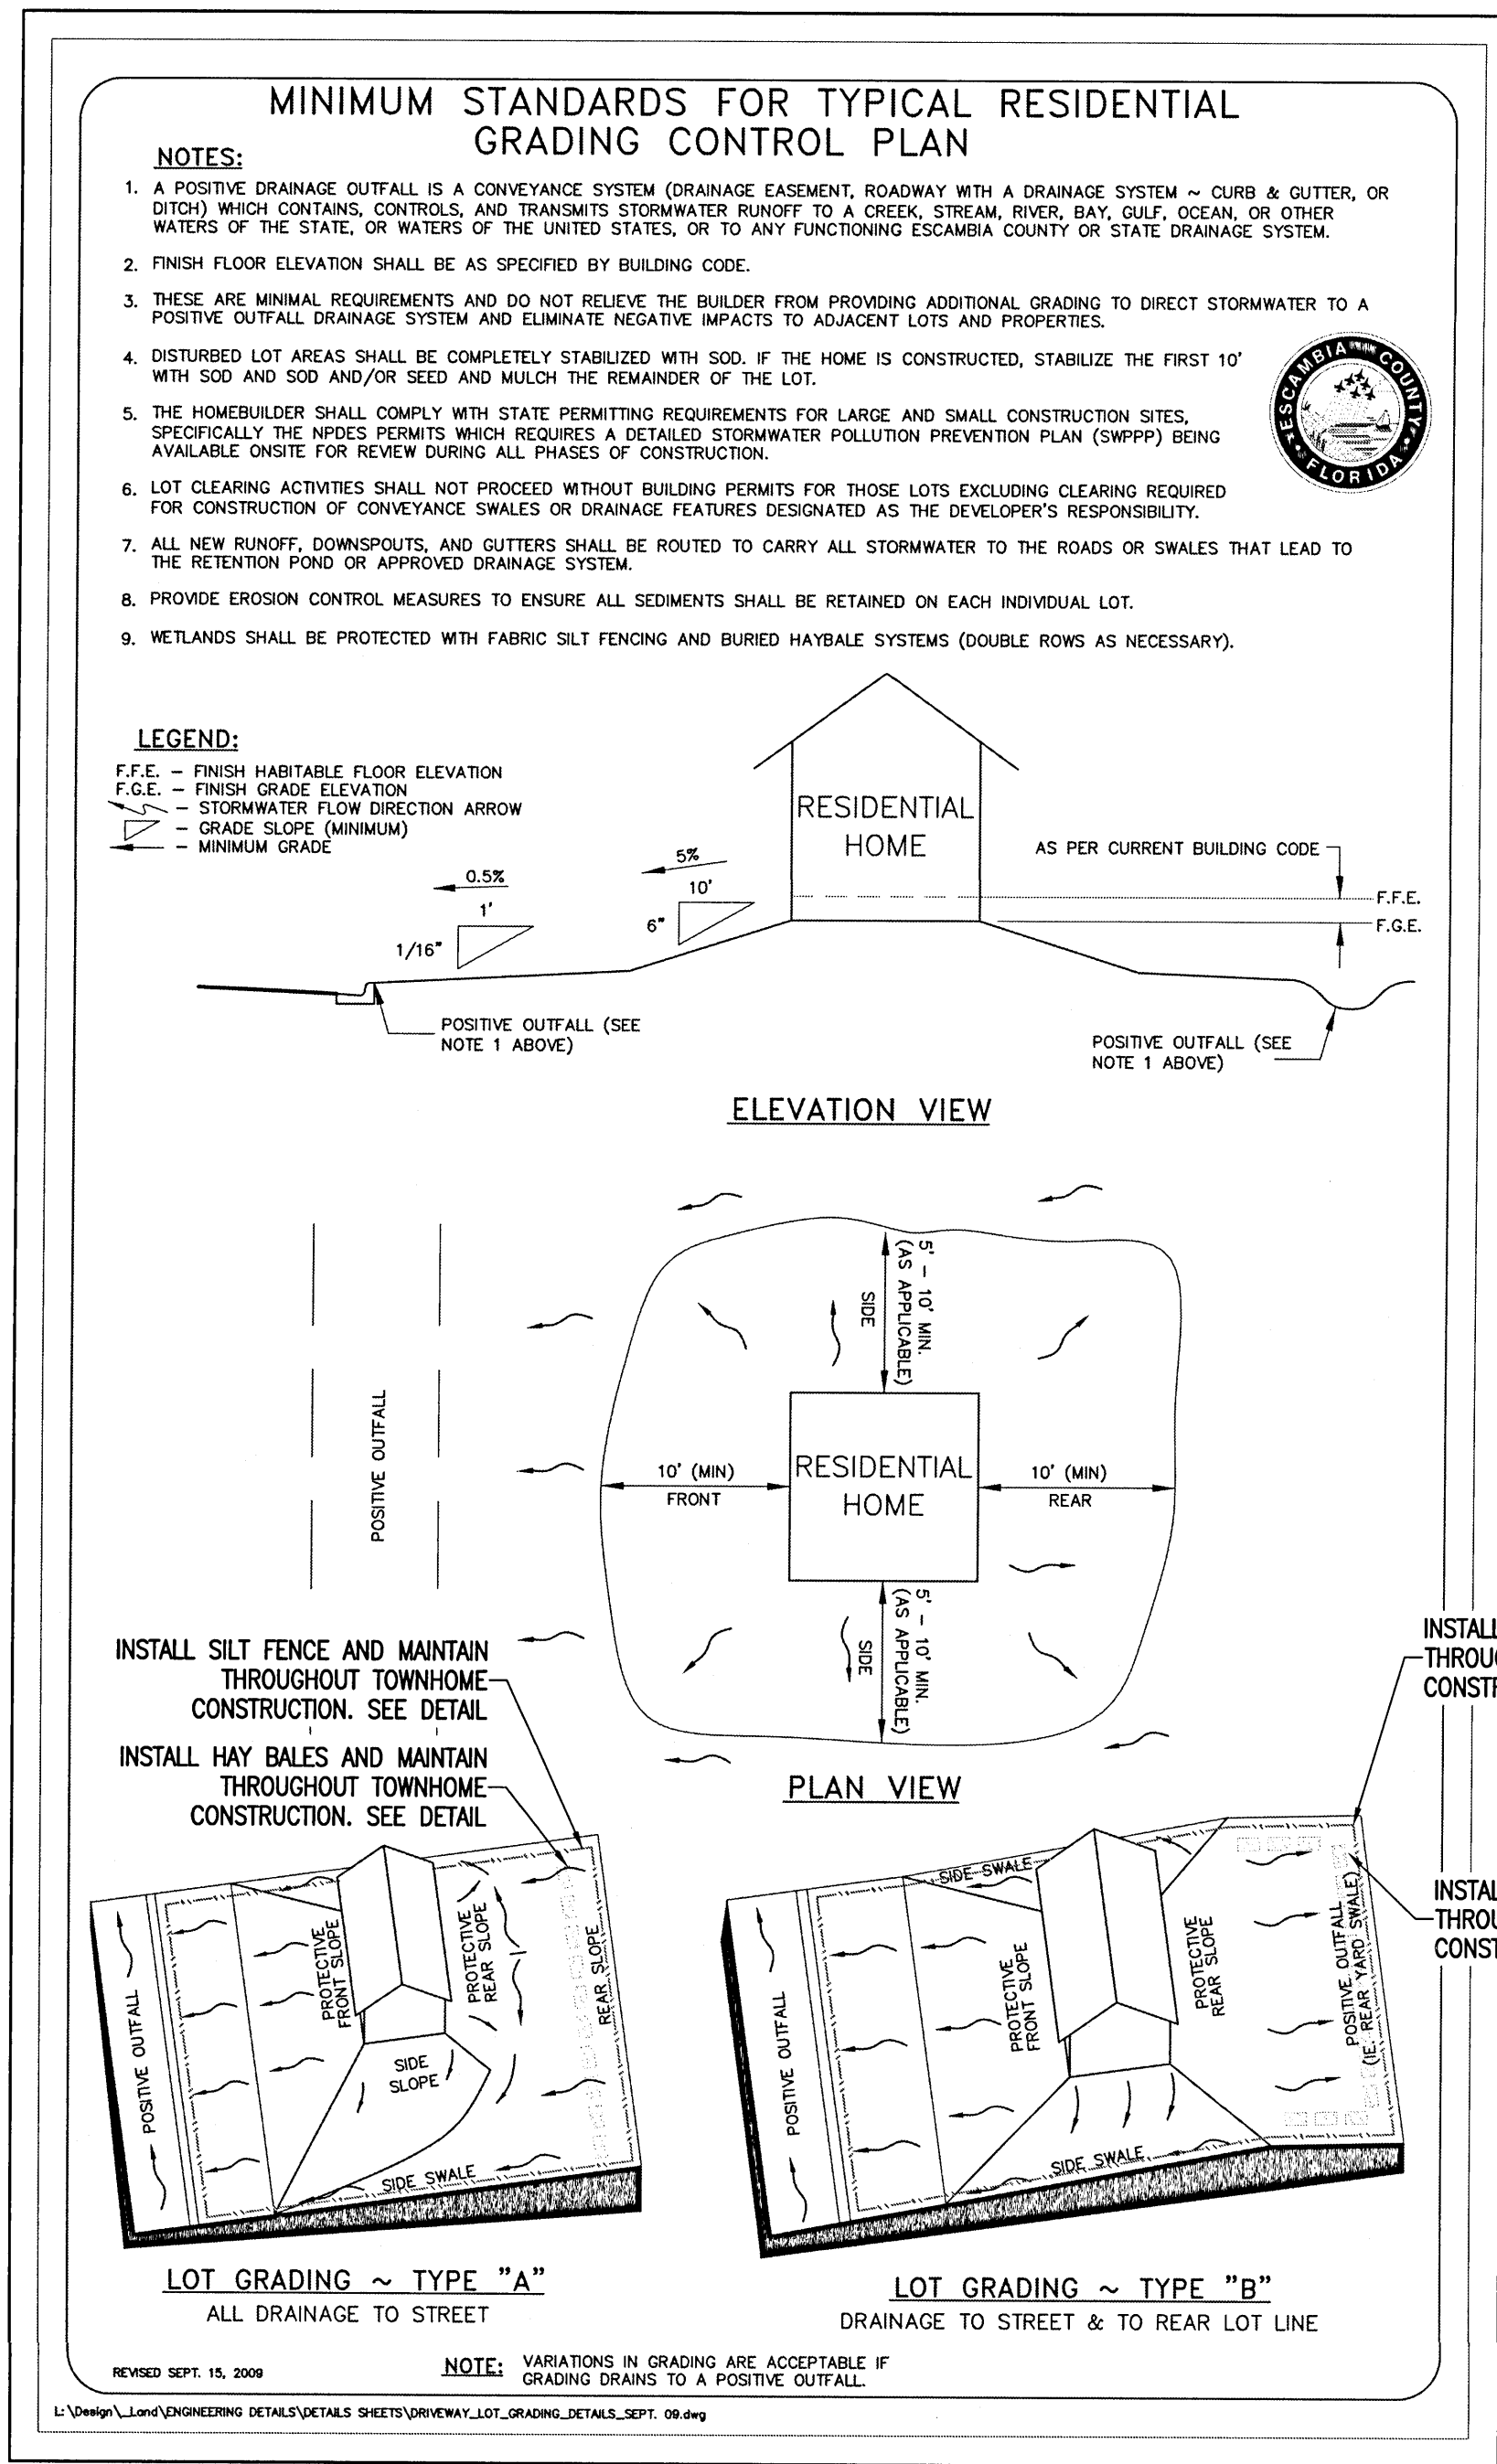 MINIMUM STANDARDS FOR TYPICAL RESIDENTIAL
GRADING CONTROL PLAN
NOTES:
1. A POSITIVE DRAINAGE OUTFALL IS A CONVEYANCE SYSTEM (DRAINAGE EASEMENT, ROADWAY WITH A DRAINAGE SYSTEM ~ CURB & GUTTER, OR
DITCH) WHICH CONTAINS, CONTROLS, AND TRANSMITS STORMWATER RUNOFF TO A CREEK, STREAM, RIVER, BAY, GULF, OCEAN, OR OTHER
WATERS OF THE STATE, OR WATERS OF THE UNITED STATES, OR TO ANY FUNCTIONING ESCAMBIA COUNTY OR STATE DRAINAGE SYSTEM.
2. FINISH FLOOR ELEVATION SHALL BE AS SPECIFIED BY BUILDING CODE.
3. THESE ARE MINIMAL REQUIREMENTS AND DO NOT RELIEVE THE BUILDER FROM PROVIDING ADDITIONAL GRADING TO DIRECT STORMWATER TO A
POSITIVE OUTFALL DRAINAGE SYSTEM AND ELIMINATE NEGATIVE IMPACTS TO ADJACENT LOTS AND PROPERTIES.
4. DISTURBED LOT AREAS SHALL BE COMPLETELY STABILIZED WITH SOD. IF THE HOME IS CONSTRUCTED, STABILIZE THE FIRST 10'
WITH SOD AND SOD AND/OR SEED AND MULCH THE REMAINDER OF THE LOT.
5. THE HOMEBUILDER SHALL COMPLY WITH STATE PERMITTING REQUIREMENTS FOR LARGE AND SMALL CONSTRUCTION SITES,
SPECIFICALLY THE NPDES PERMITS WHICH REQUIRES A DETAILED STORMWATER POLLUTION PREVENTION PLAN (SWPPP) BEING
AVAILABLE ONSITE FOR REVIEW DURING ALL PHASES OF CONSTRUCTION.
6. LOT CLEARING ACTIVITIES SHALL NOT PROCEED WITHOUT BUILDING PERMITS FOR THOSE LOTS EXCLUDING CLEARING REQUIRED
FOR CONSTRUCTION OF CONVEYANCE SWALES OR DRAINAGE FEATURES DESIGNATED AS THE DEVELOPER'S RESPONSIBILITY.
7. ALL NEW RUNOFF, DOWNSPOUTS, AND GUTTERS SHALL BE ROUTED TO CARRY ALL STORMWATER TO THE ROADS OR SWALES THAT LEAD TO
THE RETENTION POND OR APPROVED DRAINAGE SYSTEM.
8. PROVIDE EROSION CONTROL MEASURES TO ENSURE ALL SEDIMENTS SHALL BE RETAINED ON EACH INDIVIDUAL LOT.
9. WETLANDS SHALL BE PROTECTED WITH FABRIC SILT FENCING AND BURIED HAYBALE SYSTEMS (DOUBLE ROWS AS NECESSARY).
ESCAMBIA COUNTY
FLORIDA
LEGEND:
F.F.E. – FINISH HABITABLE FLOOR ELEVATION
F.G.E. – FINISH GRADE ELEVATION
– STORMWATER FLOW DIRECTION ARROW
– GRADE SLOPE (MINIMUM)
– MINIMUM GRADE
RESIDENTIAL
HOME
AS PER CURRENT BUILDING CODE
F.F.E.
F.G.E.
5%
10'
6"
0.5%
1'
1/16"
POSITIVE OUTFALL (SEE
NOTE 1 ABOVE)
POSITIVE OUTFALL (SEE
NOTE 1 ABOVE)
ELEVATION VIEW
5' – 10' MIN.
(AS APPLICABLE)
SIDE
POSITIVE OUTFALL
10' (MIN)
FRONT
RESIDENTIAL
HOME
10' (MIN)
REAR
5' – 10' MIN.
(AS APPLICABLE)
SIDE
PLAN VIEW
INSTALL SILT FENCE AND MAINTAIN
THROUGHOUT TOWNHOME
CONSTRUCTION. SEE DETAIL
INSTALL HAY BALES AND MAINTAIN
THROUGHOUT TOWNHOME
CONSTRUCTION. SEE DETAIL
INSTALL
THROU
CONST
INSTAL
THROU
CONST
POSITIVE OUTFALL
PROTECTIVE
FRONT SLOPE
PROTECTIVE
REAR SLOPE
REAR SLOPE
SIDE
SLOPE
SIDE SWALE
LOT GRADING ~ TYPE "A"
ALL DRAINAGE TO STREET
SIDE SWALE
POSITIVE OUTFALL
PROTECTIVE
FRONT SLOPE
PROTECTIVE
REAR SLOPE
POSITIVE OUTFALL
(IE. REAR YARD SWALE)
SIDE SWALE
LOT GRADING ~ TYPE "B"
DRAINAGE TO STREET & TO REAR LOT LINE
REVISED SEPT. 15, 2009
NOTE: VARIATIONS IN GRADING ARE ACCEPTABLE IF
GRADING DRAINS TO A POSITIVE OUTFALL.
L:\Design\_Land\ENGINEERING DETAILS\DETAILS SHEETS\DRIVEWAY_LOT_GRADING_DETAILS_SEPT. 09.dwg